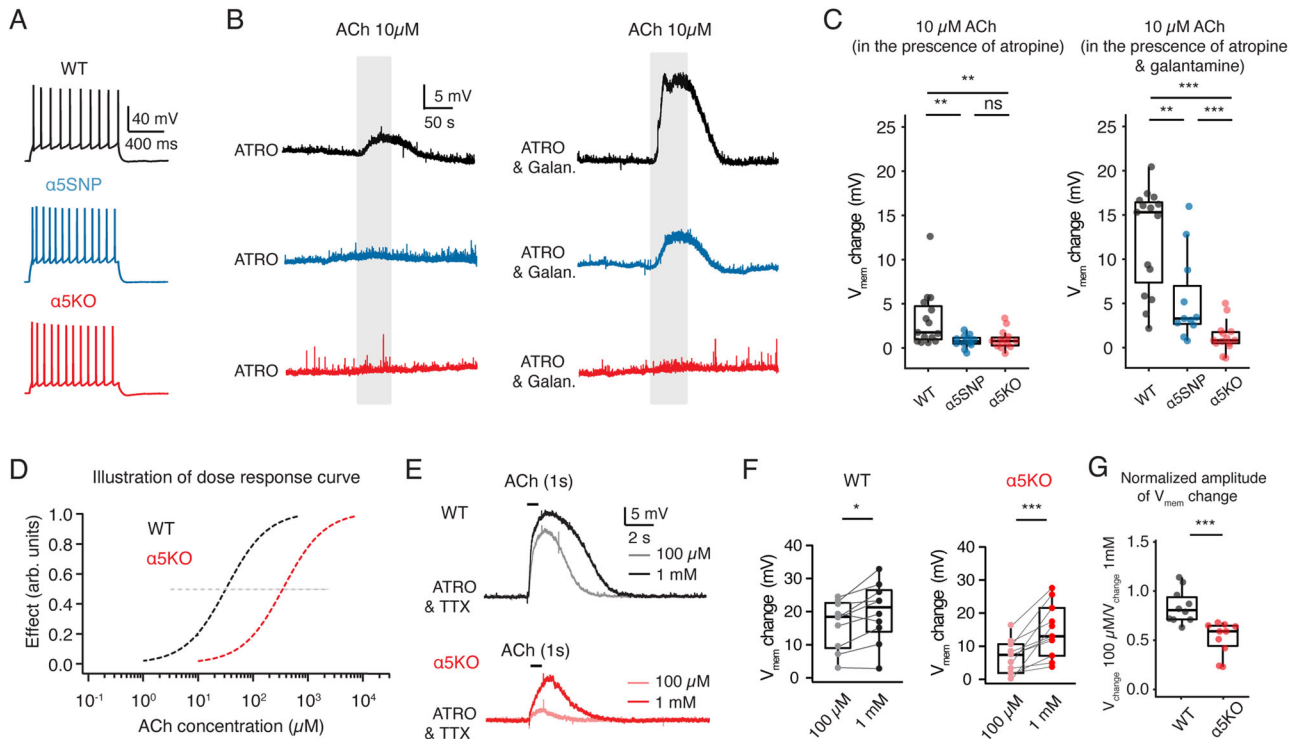 A
WT
40 mV
400 ms
α5SNP
α5KO
B
ACh 10μM
ACh 10μM
5 mV
50 s
ATRO
ATRO
& Galan.
ATRO
ATRO
& Galan.
ATRO
ATRO
& Galan.
C
10 μM ACh
(in the prescence of atropine)
**
**
ns
V mem change (mV)
25
20
15
10
5
0
WT
α5SNP
α5KO
10 μM ACh
(in the prescence of atropine
& galantamine)
***
**
***
V mem change (mV)
25
20
15
10
5
0
WT
α5SNP
α5KO
D
Illustration of dose response curve
WT
α5KO
Effect (arb. units)
1.0
0.8
0.6
0.4
0.2
0.0
10⁻¹
10⁰
10¹
10²
10³
10⁴
ACh concentration (μM)
E
ACh (1s)
WT
5 mV
2 s
100 μM
1 mM
ATRO
& TTX
α5KO
ACh (1s)
100 μM
1 mM
ATRO
& TTX
F
WT
*
V mem change (mV)
40
30
20
10
0
100 μM
1 mM
α5KO
***
V mem change (mV)
40
30
20
10
0
100 μM
1 mM
G
Normalized amplitude
of V mem change
***
V change 100 μM/V change 1mM
1.5
1.0
0.5
0.0
WT
α5KO